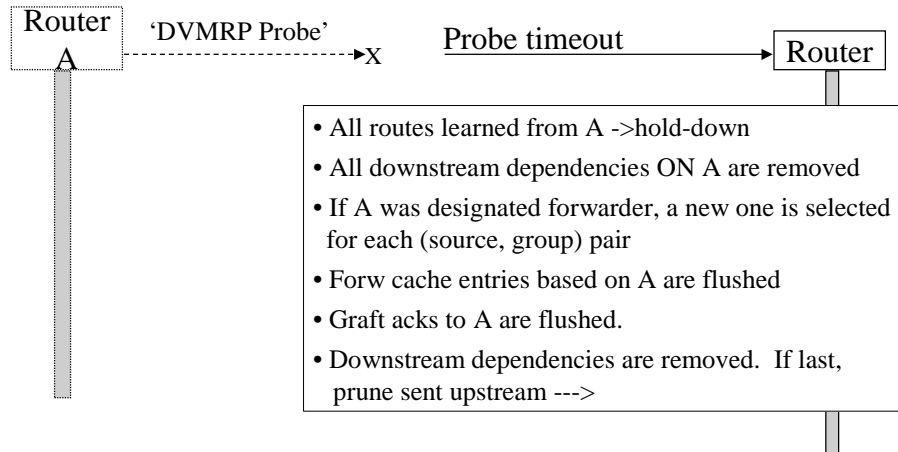 Router
A
‘DVMRP Probe’
X
Probe timeout
Router
• All routes learned from A ->hold-down
• All downstream dependencies ON A are removed
• If A was designated forwarder, a new one is selected
for each (source, group) pair
• Forw cache entries based on A are flushed
• Graft acks to A are flushed.
• Downstream dependencies are removed.  If last,
prune sent upstream --->